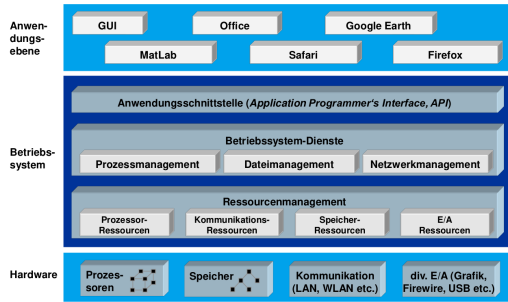 Anwen-
dungs-
ebene
GUI
Office
Google Earth
MatLab
Safari
Firefox
Betriebs-
system
Anwendungsschnittstelle (Application Programmer's Interface, API)
Betriebssystem-Dienste
Prozessmanagement
Dateimanagement
Netzwerkmanagement
Ressourcenmanagement
Prozessor-
Ressourcen
Kommunikations-
Ressourcen
Speicher-
Ressourcen
E/A
Ressourcen
Hardware
Prozes-
soren
Speicher
Kommunikation
(LAN, WLAN etc.)
div. E/A (Grafik,
Firewire, USB etc.)